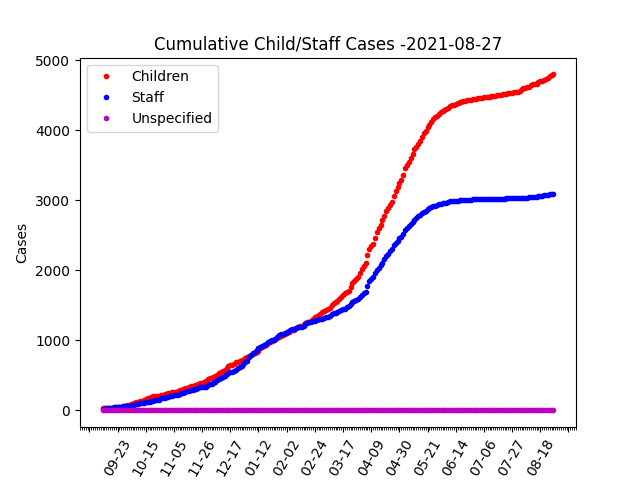 Cumulative Child/Staff Cases -2021-08-27
Children
Staff
Unspecified
5000
4000
3000
2000
1000
0
Cases
09-23 10-15 11-05 11-26 12-17 01-12 02-02 02-24 03-17 04-09 04-30 05-21 06-14 07-06 07-27 08-18